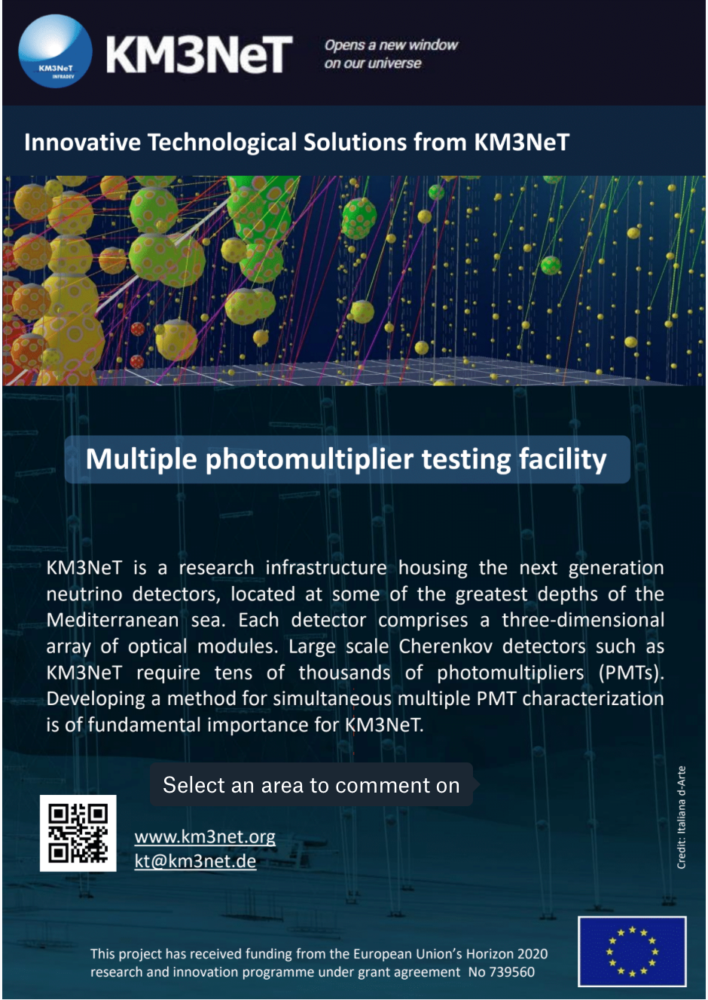 KM3NeT
INFRADEV
KM3NeT
Opens a new window
on our universe
Innovative Technological Solutions from KM3NeT
Multiple photomultiplier testing facility
KM3NeT is a research infrastructure housing the next generation
neutrino detectors, located at some of the greatest depths of the
Mediterranean sea. Each detector comprises a three-dimensional
array of optical modules. Large scale Cherenkov detectors such as
KM3NeT require tens of thousands of photomultipliers (PMTs).
Developing a method for simultaneous multiple PMT characterization
is of fundamental importance for KM3NeT.
Select an area to comment on
www.km3net.org
kt@km3net.de
Credit: Italiana d-Arte
This project has received funding from the European Union’s Horizon 2020
research and innovation programme under grant agreement No 739560